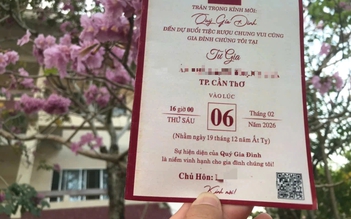 TRÂN TRỌNG KÍNH MỜI:
Quý Gia Đình
ĐẾN DỰ BUỔI TIỆC RƯỢU CHUNG VUI CÙNG
GIA ĐÌNH CHÚNG TÔI TẠI
Tư Gia
TP. CẦN THƠ
VÀO LÚC
16 giờ 00
THỨ SÁU
06
Tháng 02
Năm 2026
(Nhằm ngày 19 tháng 12 năm Ất Tỵ)
Sự hiện diện của Quý Gia Đình
là niềm vinh hạnh cho gia đình chúng tôi!
Chủ Hôn:
Kính mời!